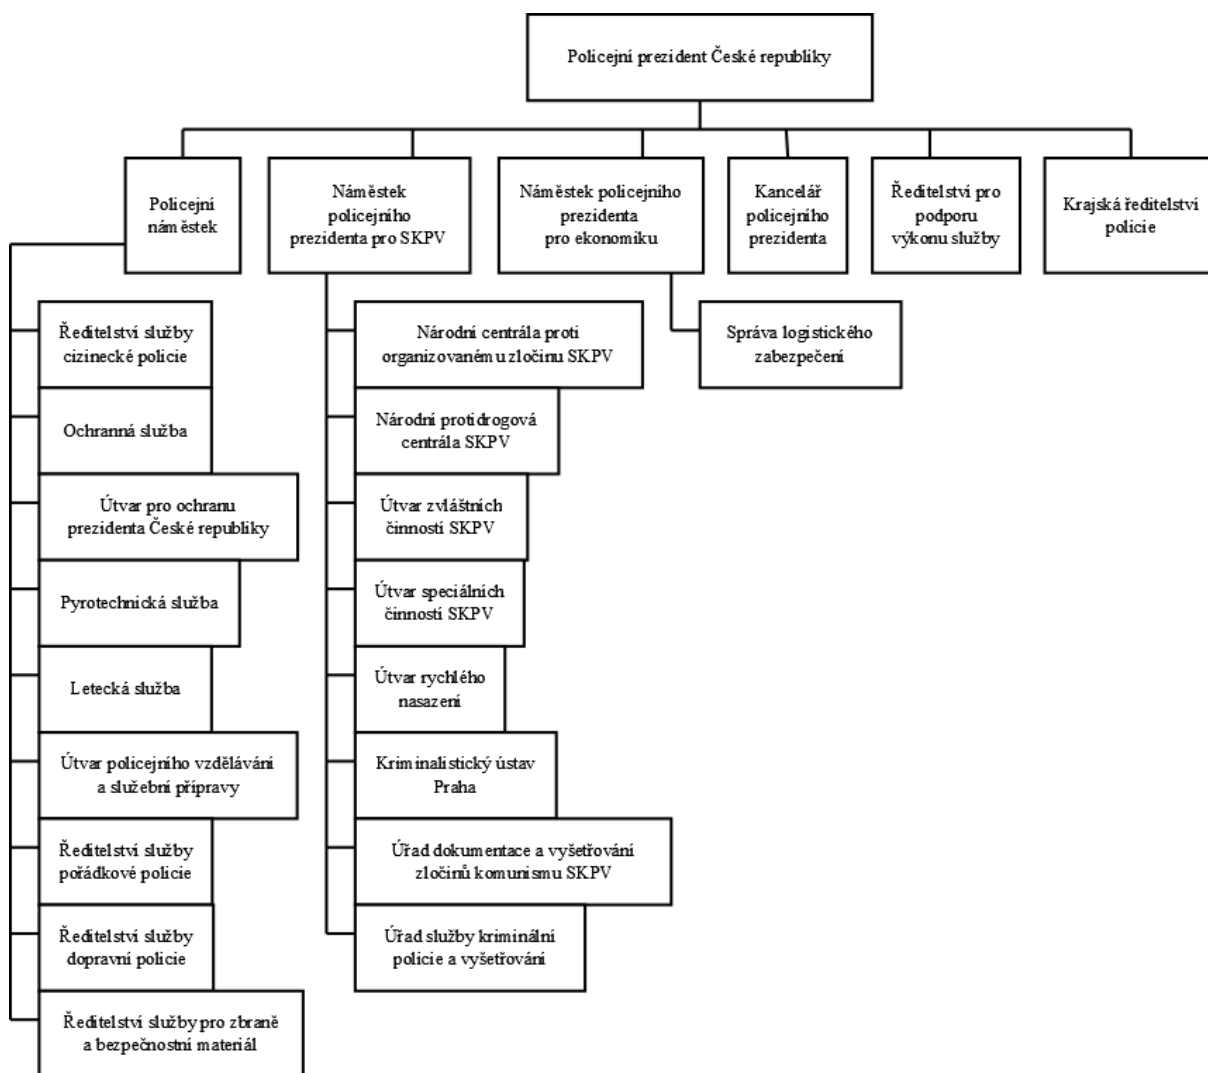 Policejní prezident České republiky
Policejní
náměstek
Náměstek
policejního
prezidenta pro SKPV
Náměstek policejního
prezidenta
pro ekonomiku
Kancelář
policejního
prezidenta
Ředitelství pro
podporu
výkonu služby
Krajská ředitelství
policie
Ředitelství služby
cizinecké policie
Ochranná služba
Útvar pro ochranu
prezidenta České republiky
Pyrotechnická služba
Letecká služba
Útvar policejního vzdělávání
a služební přípravy
Ředitelství služby
pořádkové policie
Ředitelství služby
dopravní policie
Ředitelství služby pro zbraně
a bezpečnostní materiál
Národní centrála proti
organizovanému zločinu SKPV
Národní protidrogová
centrála SKPV
Útvar zvláštních
činností SKPV
Útvar speciálních
činností SKPV
Útvar rychlého
nasazení
Kriminalistický ústav
Praha
Úřad dokumentace a vyšetřování
zločinů komunismu SKPV
Úřad služby kriminální
policie a vyšetřování
Správa logistického
zabezpečení